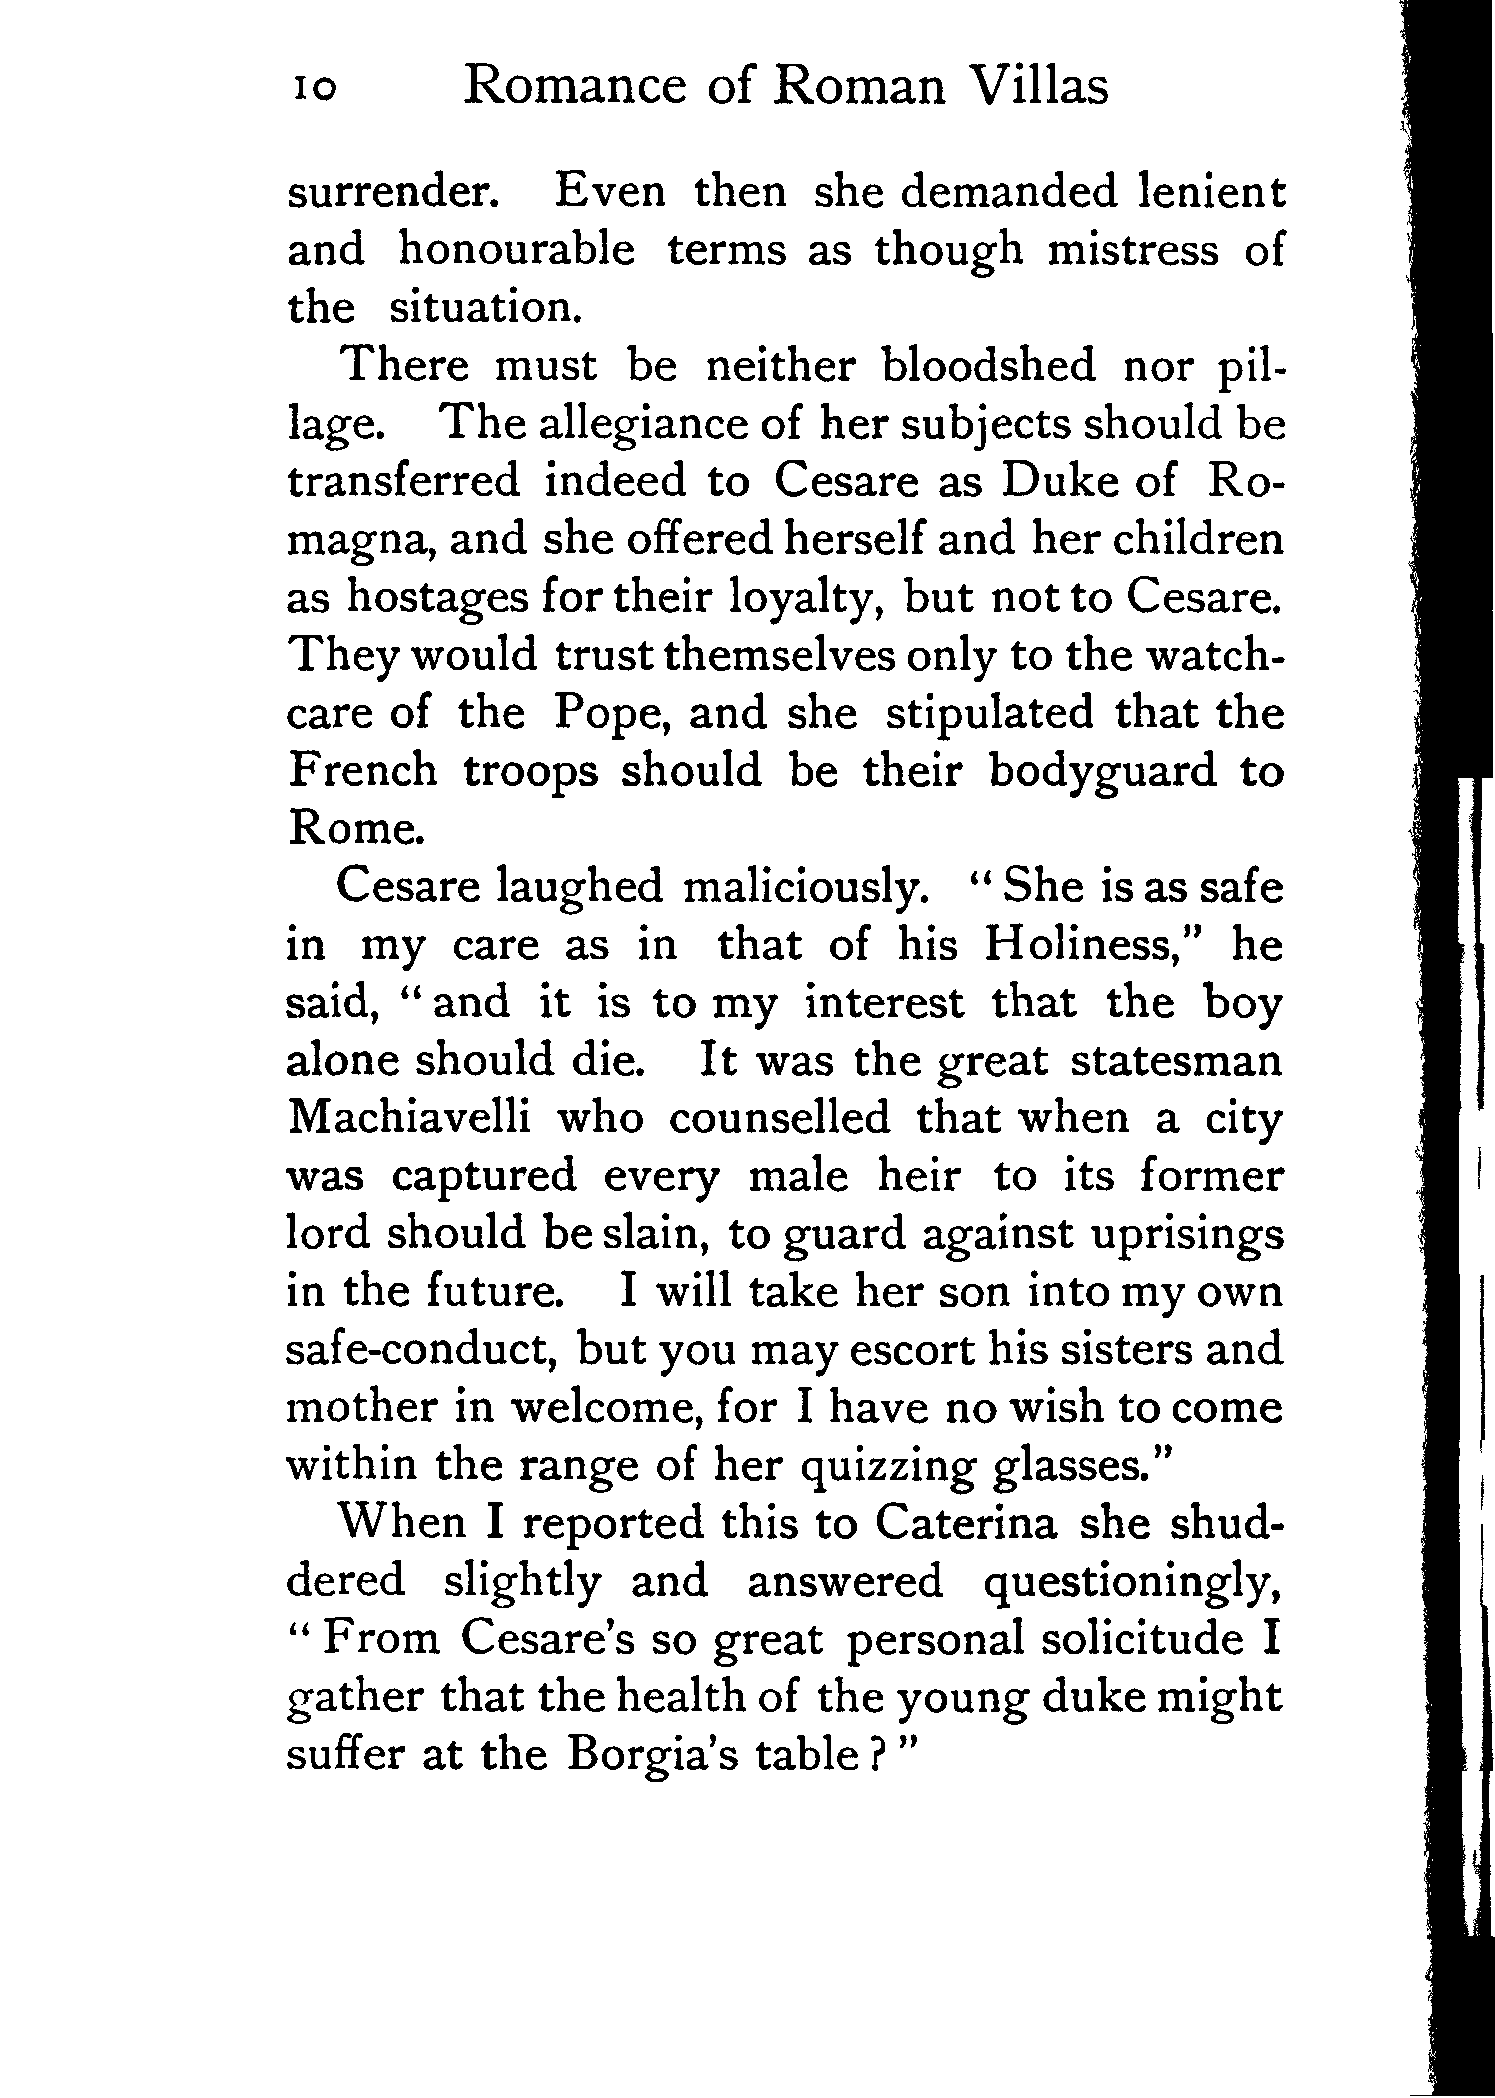 10 Romance of Roman Villas
surrender. Even then she demanded lenient
and honourable terms as though mistress of
the situation.
There must be neither bloodshed nor pil-
lage. The allegiance of her subjects should be
transferred indeed to Cesare as Duke of Ro-
magna, and she offered herself and her children
as hostages for their loyalty, but not to Cesare.
They would trust themselves only to the watch-
care of the Pope, and she stipulated that the
French troops should be their bodyguard to
Rome.
Cesare laughed maliciously. “ She is as safe
in my care as in that of his Holiness,” he
said, “ and it is to my interest that the boy
alone should die. It was the great statesman
Machiavelli who counselled that when a city
was captured every male heir to its former
lord should be slain, to guard against uprisings
in the future. I will take her son into my own
safe-conduct, but you may escort his sisters and
mother in welcome, for I have no wish to come
within the range of her quizzing glasses.”
When I reported this to Caterina she shud-
dered slightly and answered questioningly,
“ From Cesare’s so great personal solicitude I
gather that the health of the young duke might
suffer at the Borgia’s table ? ”